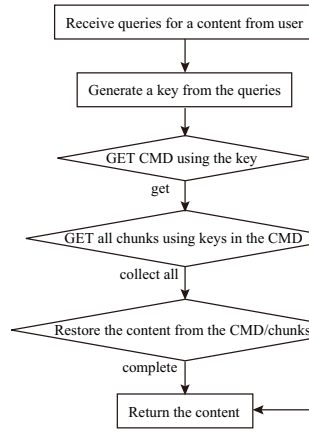 Receive queries for a content from user
Generate a key from the queries
GET CMD using the key
get
GET all chunks using keys in the CMD
collect all
Restore the content from the CMD/chunks
complete
Return the content